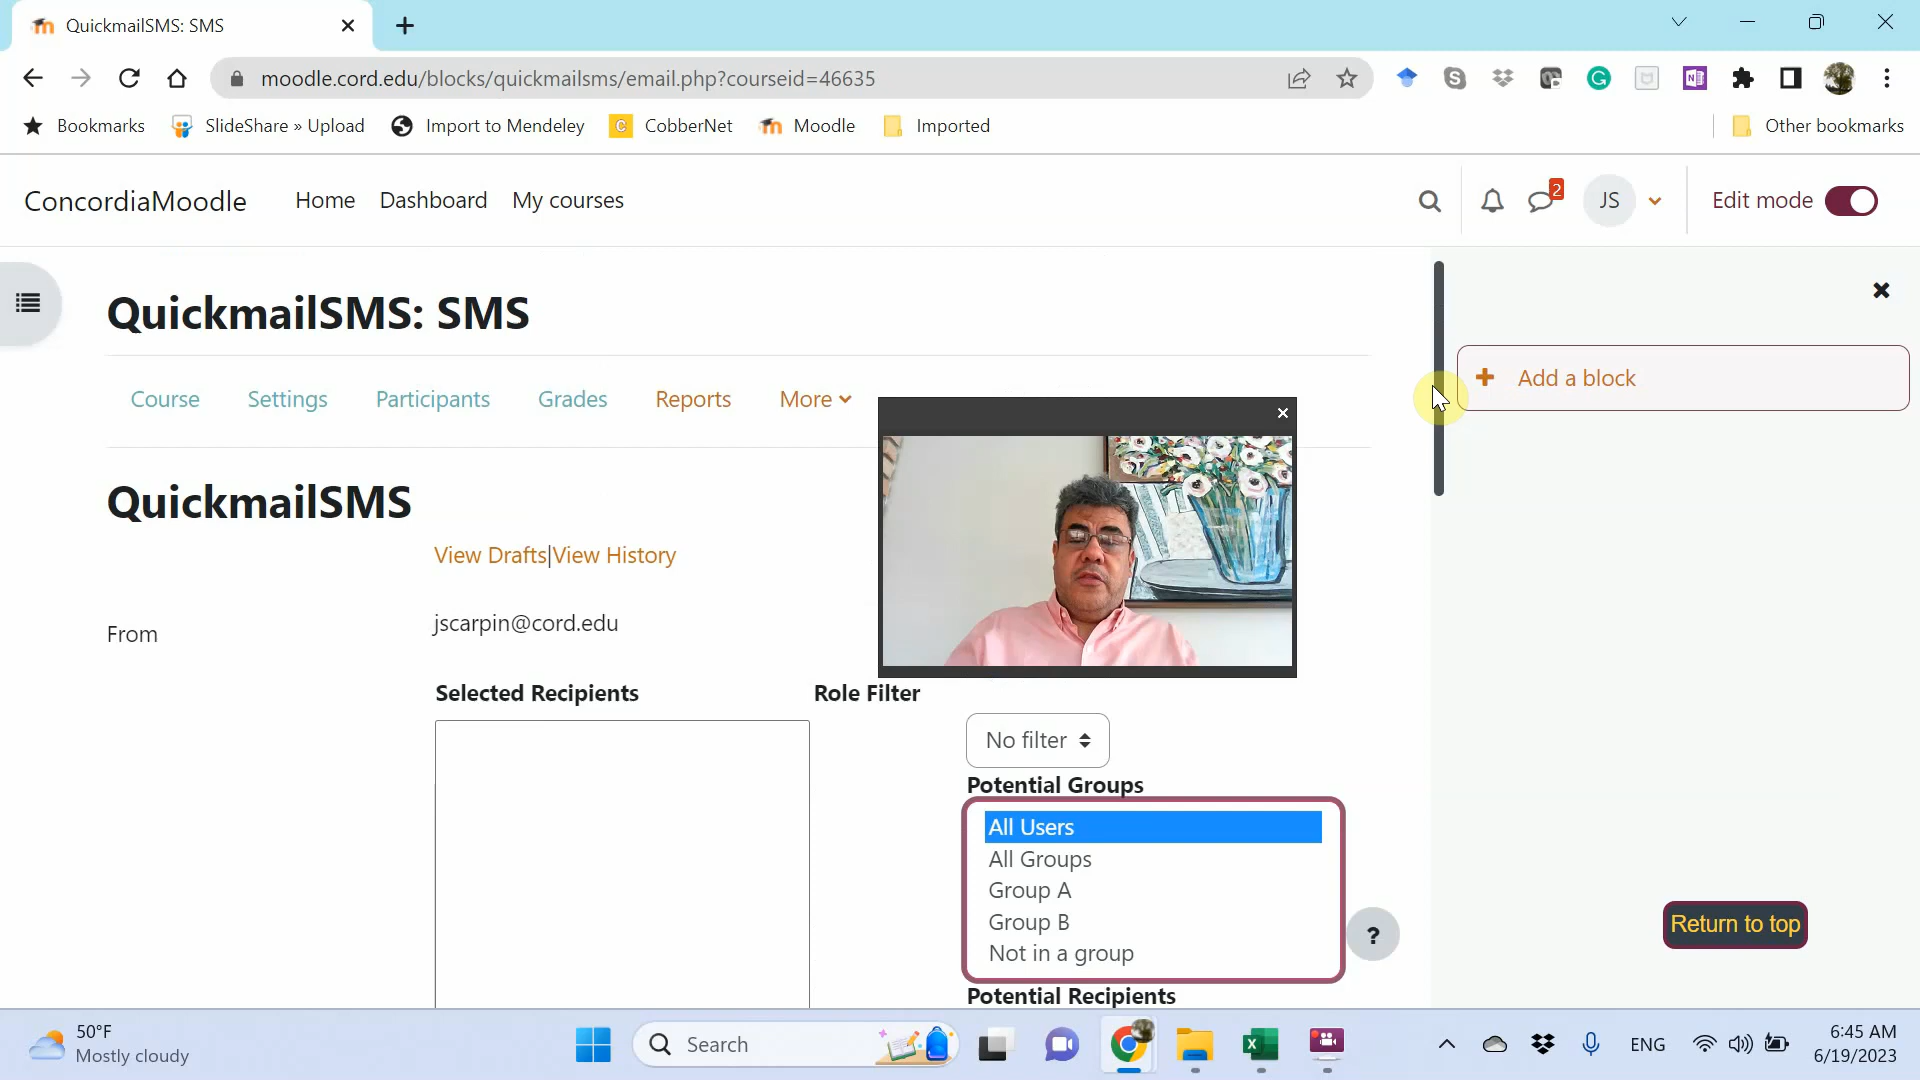 QuickmailSMS: SMS
moodle.cord.edu/blocks/quickmailsms/email.php?courseid=46635
Bookmarks SlideShare » Upload Import to Mendeley CobberNet Moodle Imported Other bookmarks
ConcordiaMoodle Home Dashboard My courses 2 JS Edit mode
QuickmailSMS: SMS
Add a block
Course Settings Participants Grades Reports More
QuickmailSMS
View Drafts|View History
From jscarpin@cord.edu
Selected Recipients Role Filter
No filter
Potential Groups
All Users
All Groups
Group A
Group B
Not in a group
?
Return to top
Potential Recipients
50°F
Mostly cloudy
Search
ENG
6:45 AM
6/19/2023